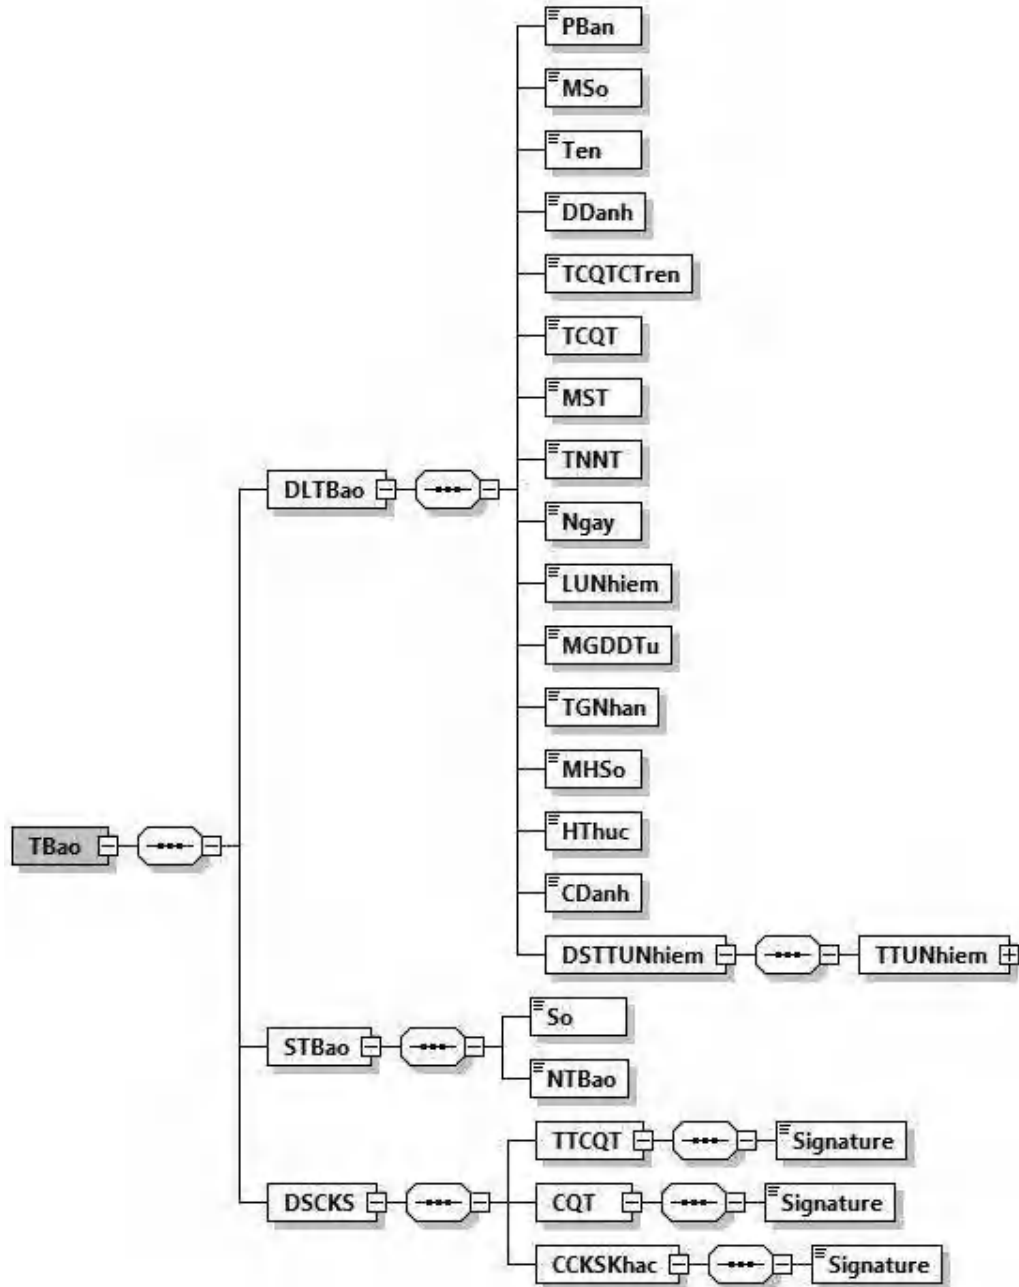 PBan
MSo
Ten
DDanh
TCQTCTren
TCQT
MST
TNNT
DLTBao
Ngay
LUNhiem
MGDDTu
TGNhan
MHSo
HThuc
TBao
CDanh
DSTTUNhiem TTUNhiem
So
STBao
NTBao
TTCQT Signature
DSCKS CQT Signature
CCKSKhac Signature